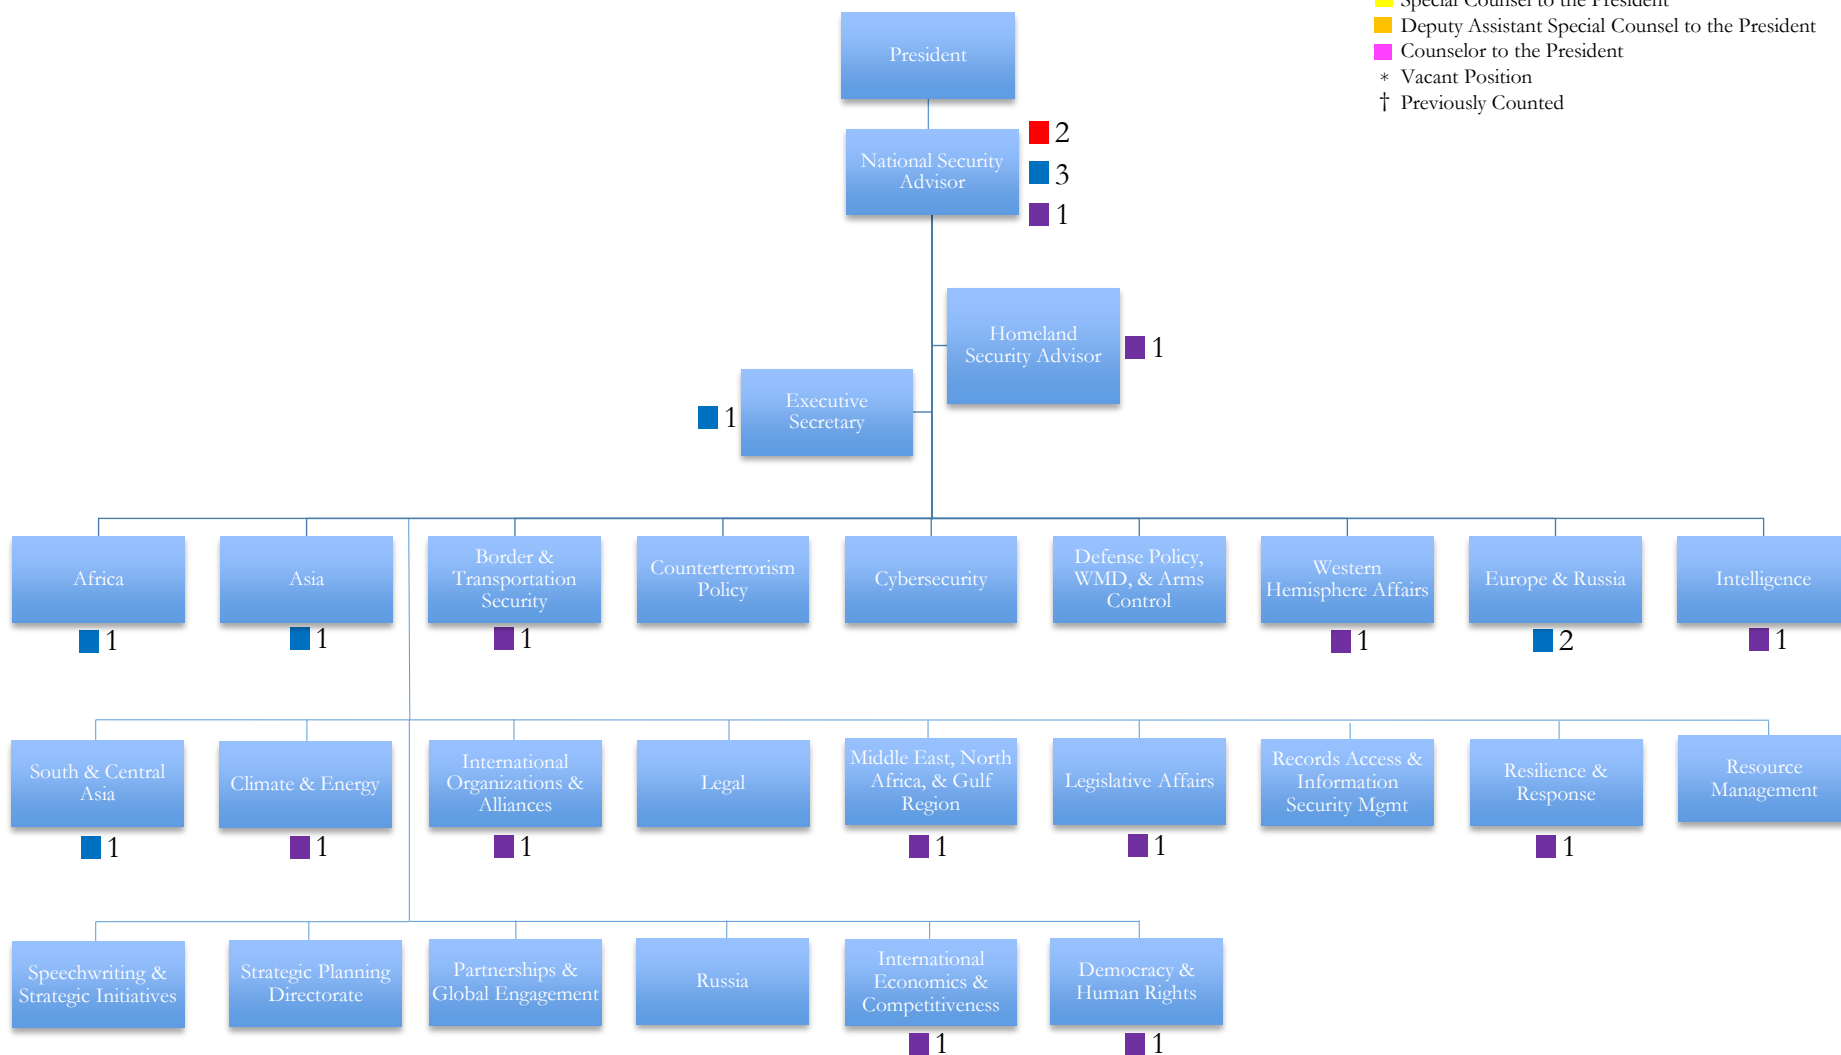 Special Counsel to the President
Deputy Assistant Special Counsel to the President
Counselor to the President
* Vacant Position
† Previously Counted
President
National Security
Advisor
2
3
1
Homeland
Security Advisor
1
Executive
Secretary
1
Africa
1
Asia
1
Border &
Transportation
Security
1
Counterterrorism
Policy
Cybersecurity
Defense Policy,
WMD, & Arms
Control
Western
Hemisphere Affairs
1
Europe & Russia
2
Intelligence
1
South & Central
Asia
1
Climate & Energy
1
International
Organizations &
Alliances
1
Legal
Middle East, North
Africa, & Gulf
Region
1
Legislative Affairs
1
Records Access &
Information
Security Mgmt
Resilience &
Response
1
Resource
Management
Speechwriting &
Strategic Initiatives
Strategic Planning
Directorate
Partnerships &
Global Engagement
Russia
International
Economics &
Competitiveness
1
Democracy &
Human Rights
1